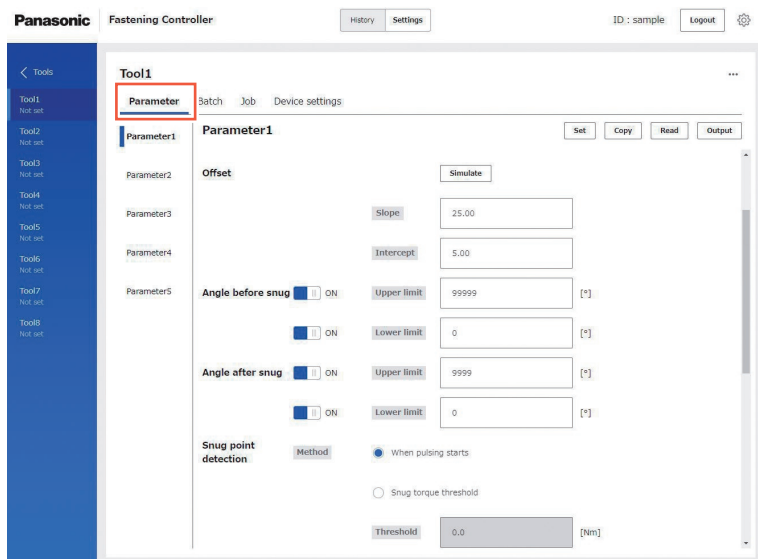 Panasonic Fastening Controller History Settings ID : sample Logout
Tools
Tool1
Not set
Tool2
Not set
Tool3
Not set
Tool4
Not set
Tool5
Not set
Tool6
Not set
Tool7
Not set
Tool8
Not set
Tool1 ...
Parameter Batch Job Device settings
Parameter1
Parameter2
Parameter3
Parameter4
Parameter5
Parameter1 Set Copy Read Output
Offset Simulate
Slope 25.00
Intercept 5.00
Angle before snug ON Upper limit 99999 [°]
ON Lower limit 0 [°]
Angle after snug ON Upper limit 9999 [°]
ON Lower limit 0 [°]
Snug point
detection Method When pulsing starts
Snug torque threshold
Threshold 0.0 [Nm]